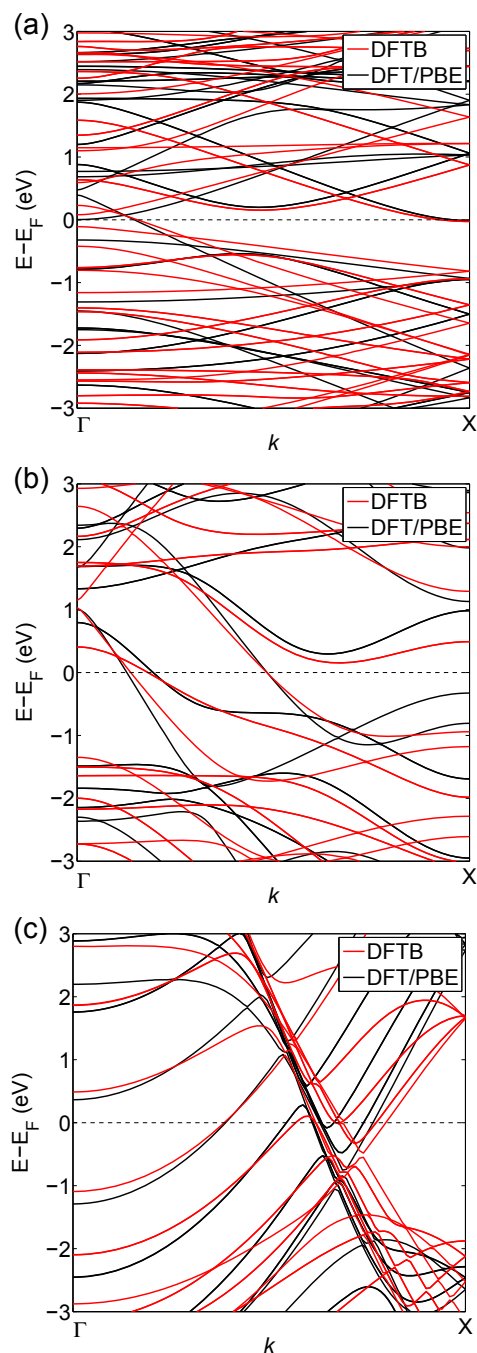 (a)
3
2
1
0
−1
−2
−3
E−E_F (eV)
DFTB
DFT/PBE
Γ
k
X
(b)
3
2
1
0
−1
−2
−3
E−E_F (eV)
DFTB
DFT/PBE
Γ
k
X
(c)
3
2
1
0
−1
−2
−3
E−E_F (eV)
DFTB
DFT/PBE
Γ
k
X